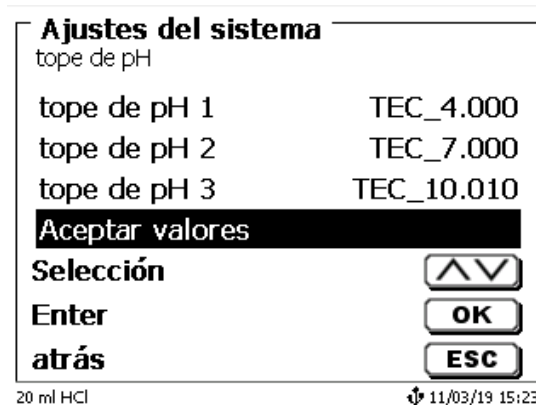 Ajustes del sistema
tope de pH
tope de pH 1 TEC_4.000
tope de pH 2 TEC_7.000
tope de pH 3 TEC_10.010
Aceptar valores
Selección
Enter OK
atrás ESC
20 ml HCl 11/03/19 15:23